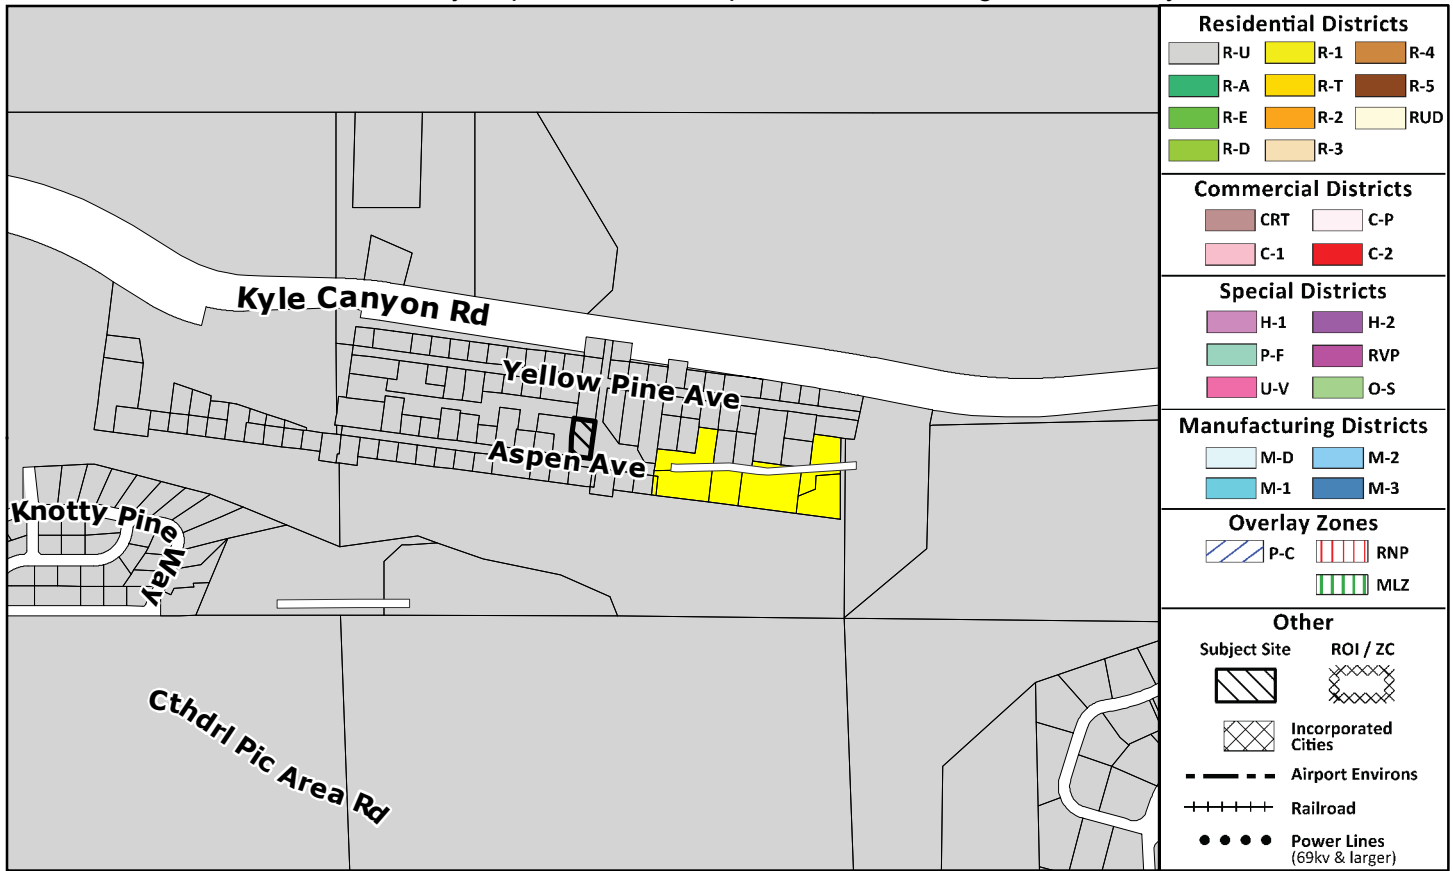 Kyle Canyon Rd
Yellow Pine Ave
Aspen Ave
Knotty Pine Way
Cthdrl Pic Area Rd
Residential Districts
R-U R-1 R-4
R-A R-T R-5
R-E R-2 RUD
R-D R-3
Commercial Districts
CRT C-P
C-1 C-2
Special Districts
H-1 H-2
P-F RVP
U-V O-S
Manufacturing Districts
M-D M-2
M-1 M-3
Overlay Zones
P-C RNP
MLZ
Other
Subject Site ROI / ZC
Incorporated
Cities
Airport Environs
Railroad
Power Lines
(69kv & larger)